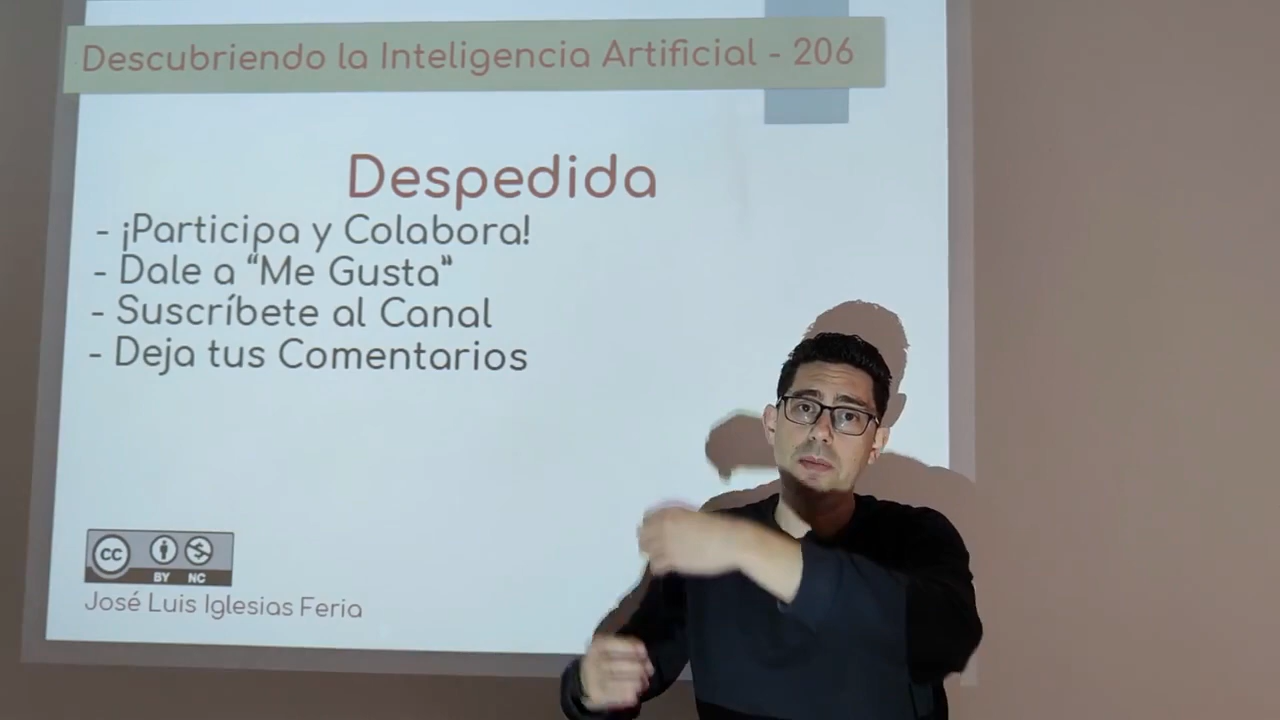 Descubriendo la Inteligencia Artificial - 206
Despedida
- ¡Participa y Colabora!
- Dale a “Me Gusta”
- Suscríbete al Canal
- Deja tus Comentarios
cc
BY NC
José Luis Iglesias Feria